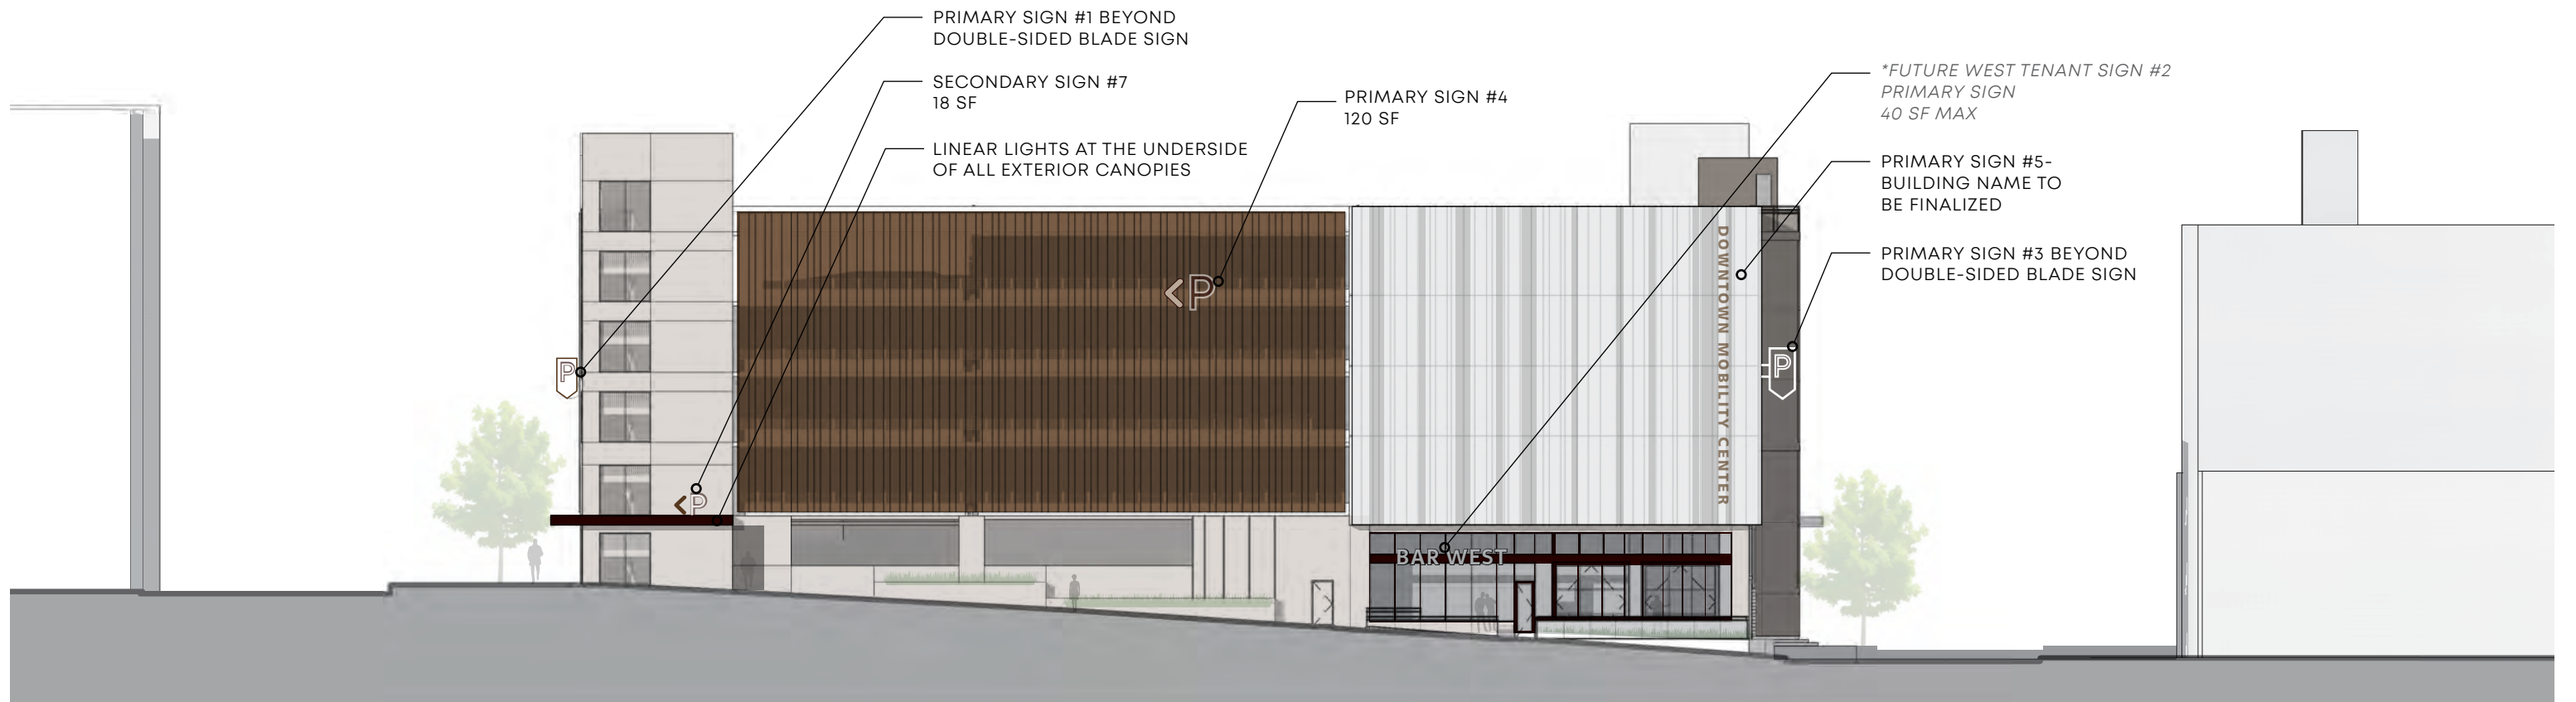 PRIMARY SIGN #1 BEYOND
DOUBLE-SIDED BLADE SIGN
SECONDARY SIGN #7
18 SF
LINEAR LIGHTS AT THE UNDERSIDE
OF ALL EXTERIOR CANOPIES
PRIMARY SIGN #4
120 SF
*FUTURE WEST TENANT SIGN #2
PRIMARY SIGN
40 SF MAX
PRIMARY SIGN #5-
BUILDING NAME TO
BE FINALIZED
PRIMARY SIGN #3 BEYOND
DOUBLE-SIDED BLADE SIGN
<P
DOWNTOWN MOBILITY CENTER
P
P
<P
BAR WEST